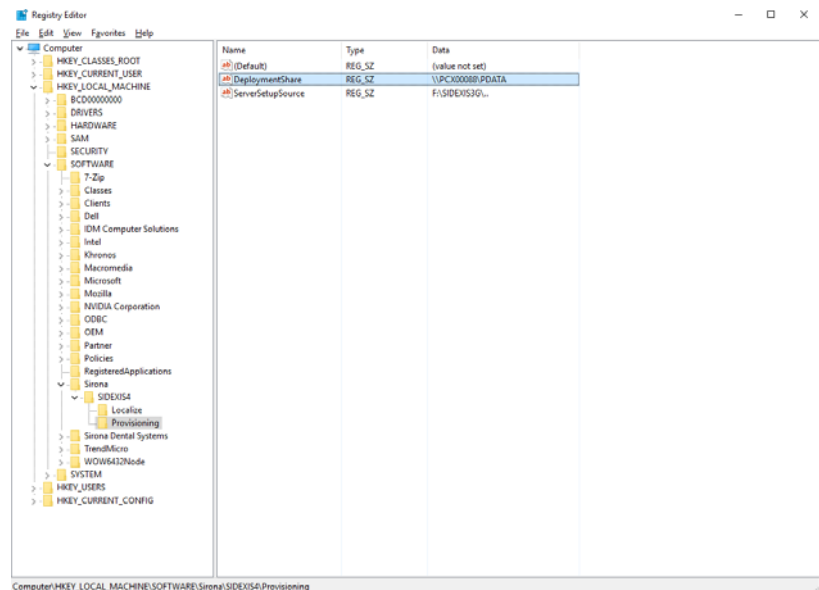 Registry Editor
File Edit View Favorites Help
Computer
HKEY_CLASSES_ROOT
HKEY_CURRENT_USER
HKEY_LOCAL_MACHINE
BCD00000000
DRIVERS
HARDWARE
SAM
SECURITY
SOFTWARE
7-Zip
Classes
Clients
Dell
IDM Computer Solutions
Intel
Khronos
Macromedia
Microsoft
Mozilla
NVIDIA Corporation
ODBC
OEM
Partner
Policies
RegisteredApplications
Sirona
SIDEXIS4
Localize
Provisioning
Sirona Dental Systems
TrendMicro
WOW6432Node
SYSTEM
HKEY_USERS
HKEY_CURRENT_CONFIG
Name Type Data
(Default) REG_SZ (value not set)
DeploymentShare REG_SZ \\PCX0008B\PDATA
ServerSetupSource REG_SZ F:\SIDEXIS3G\...
Computer\HKEY_LOCAL_MACHINE\SOFTWARE\Sirona\SIDEXIS4\Provisioning